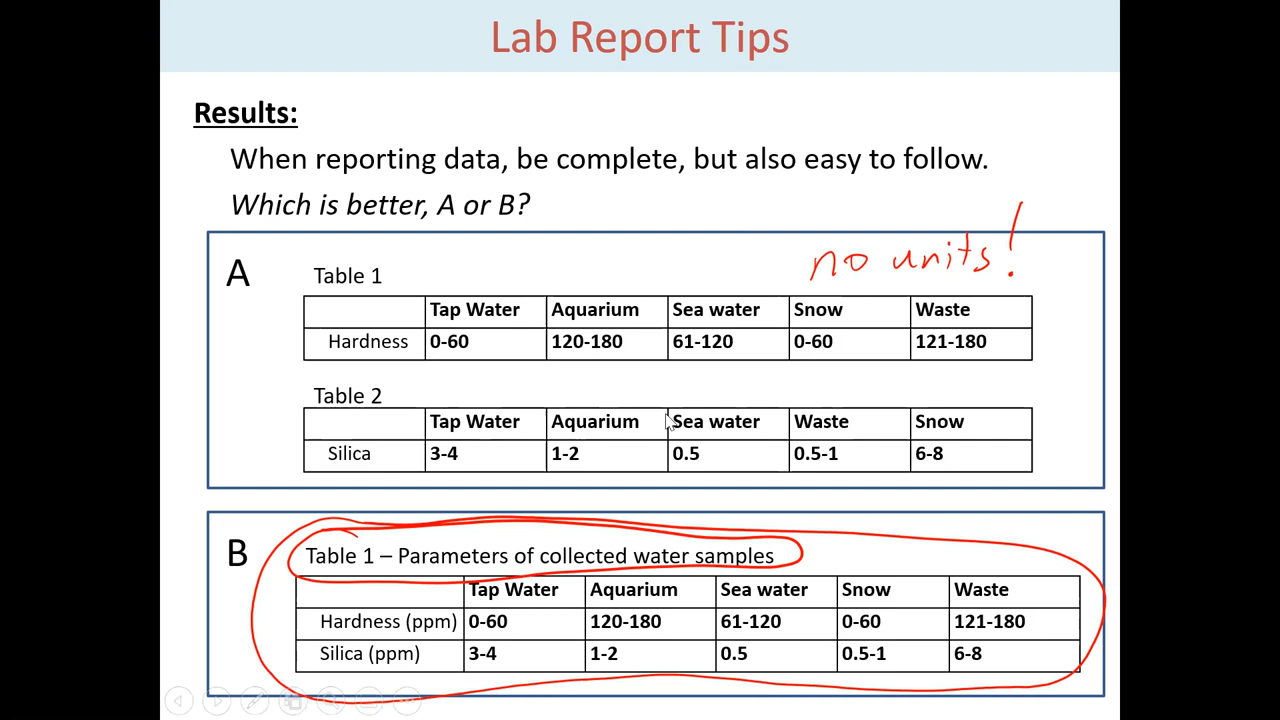 Lab Report Tips
Results:
When reporting data, be complete, but also easy to follow.
Which is better, A or B?
no units!
A
Table 1
Tap Water Aquarium Sea water Snow Waste
Hardness 0-60 120-180 61-120 0-60 121-180
Table 2
Tap Water Aquarium Sea water Waste Snow
Silica 3-4 1-2 0.5 0.5-1 6-8
B
Table 1 – Parameters of collected water samples
Tap Water Aquarium Sea water Snow Waste
Hardness (ppm) 0-60 120-180 61-120 0-60 121-180
Silica (ppm) 3-4 1-2 0.5 0.5-1 6-8